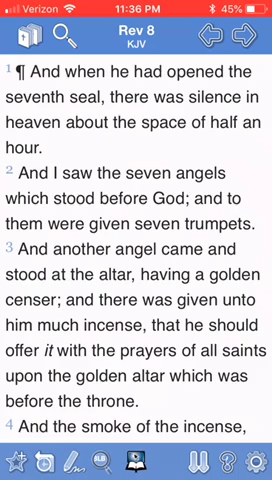 Verizon 11:36 PM 45%
Rev 8
KJV
1 ¶ And when he had opened the
seventh seal, there was silence in
heaven about the space of half an
hour.
2 And I saw the seven angels
which stood before God; and to
them were given seven trumpets.
3 And another angel came and
stood at the altar, having a golden
censer; and there was given unto
him much incense, that he should
offer it with the prayers of all saints
upon the golden altar which was
before the throne.
4 And the smoke of the incense,
SLB